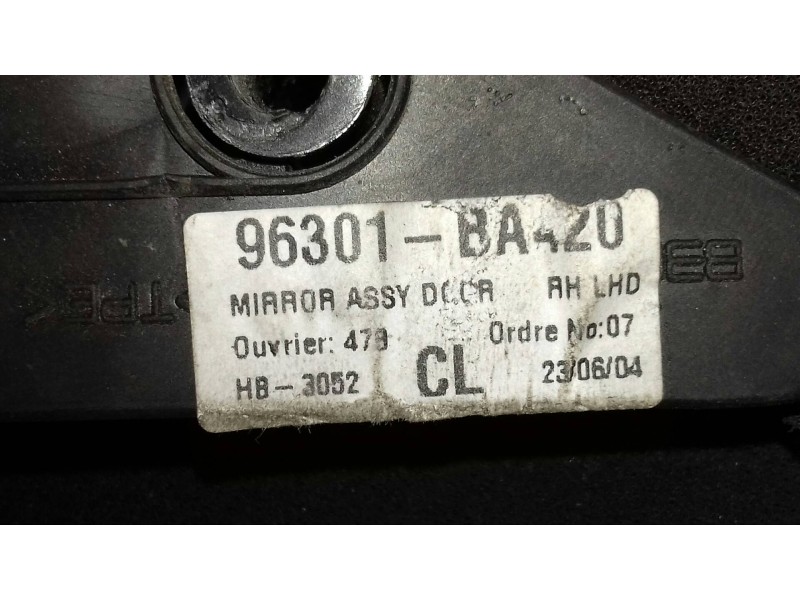 96301-BA420
MIRROR ASSY DOOR RH LHD
Ouvrier: 479 Ordre No:07
HB-3052 CL 23/06/04